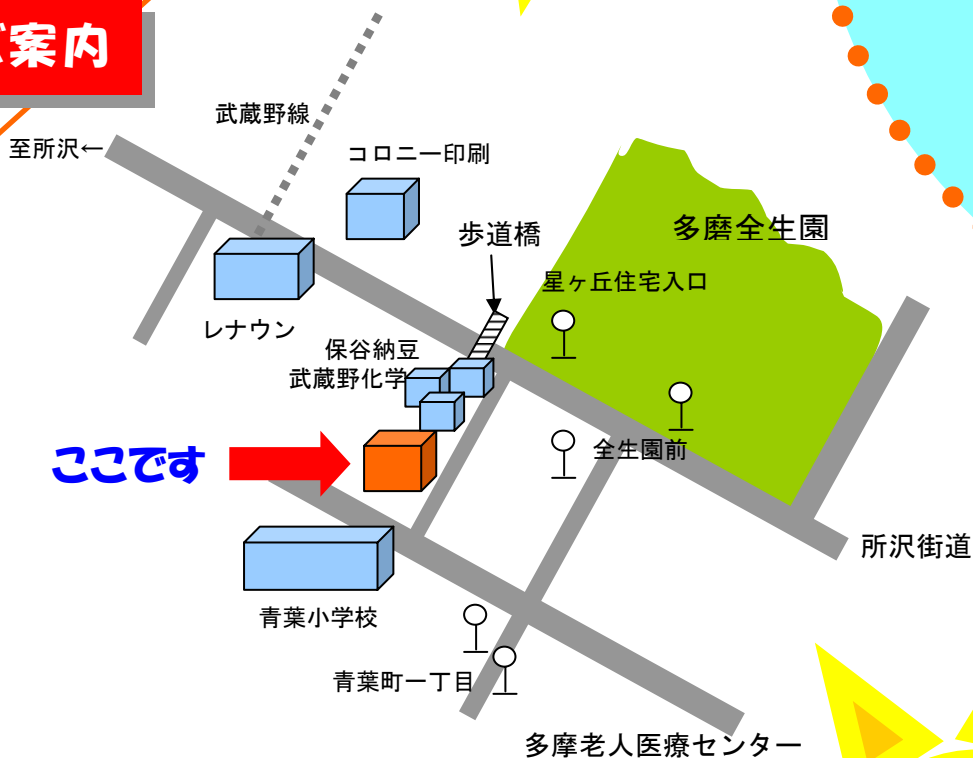 案内
武蔵野線
至所沢←
コロニー印刷
歩道橋
多磨全生園
星ヶ丘住宅入口
レナウン
保谷納豆
武蔵野化学
ここです
全生園前
所沢街道
青葉小学校
青葉町一丁目
多摩老人医療センター